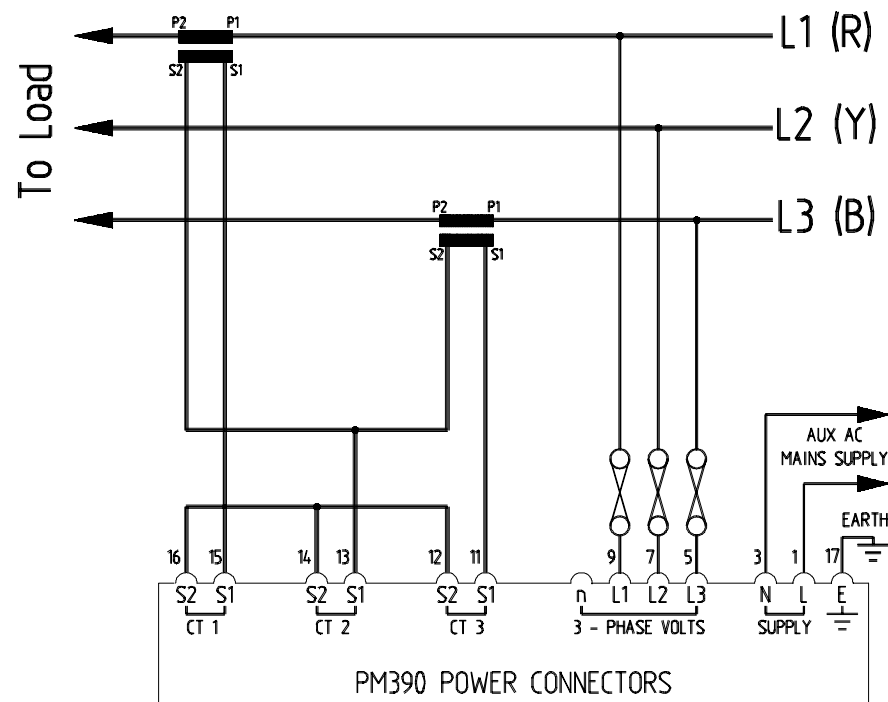 P2 P1
L1 (R)
S2 S1
To Load
L2 (Y)
P2 P1
L3 (B)
S2 S1
AUX AC
MAINS SUPPLY
EARTH
16 15 14 13 12 11 9 7 5 3 1 17
S2 S1 S2 S1 S2 S1 n L1 L2 L3 N L E
CT 1 CT 2 CT 3 3 - PHASE VOLTS SUPPLY
PM390 POWER CONNECTORS